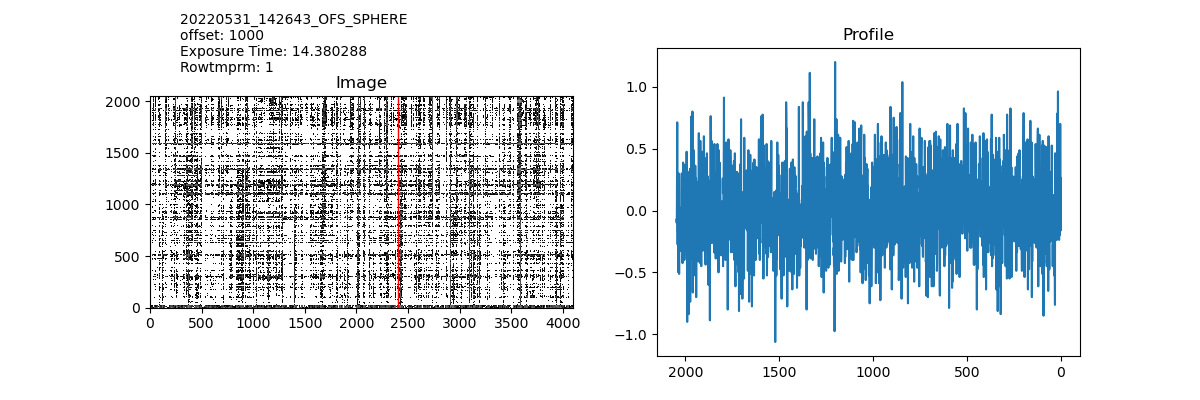 20220531_142643_OFS_SPHERE
offset: 1000
Exposure Time: 14.380288
Rowtmprm: 1
Image
2000
1500
1000
500
0
0 500 1000 1500 2000 2500 3000 3500 4000
Profile
1.0
0.5
0.0
−0.5
−1.0
2000 1500 1000 500 0